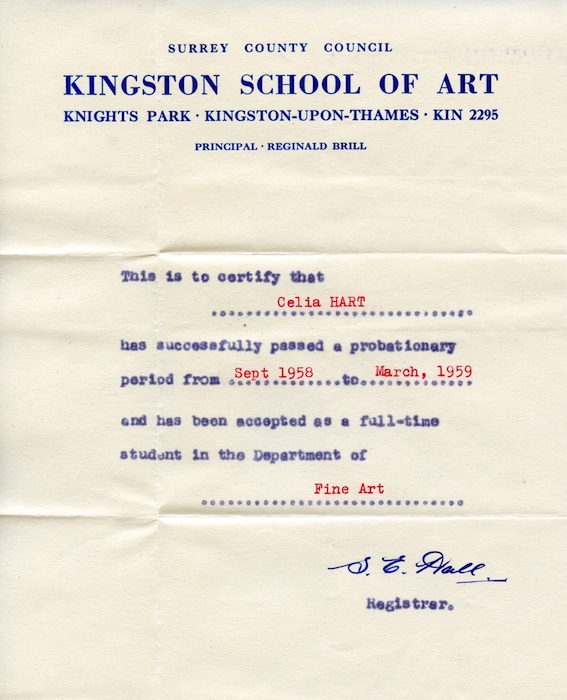 SURREY COUNTY COUNCIL
KINGSTON SCHOOL OF ART
KNIGHTS PARK · KINGSTON-UPON-THAMES · KIN 2295
PRINCIPAL · REGINALD BRILL
This is to certify that
Celia HART
has successfully passed a probationary
period from Sept 1958 to March, 1959
and has been accepted as a full-time
student in the Department of
Fine Art
S. E. Hall.
Registrar.